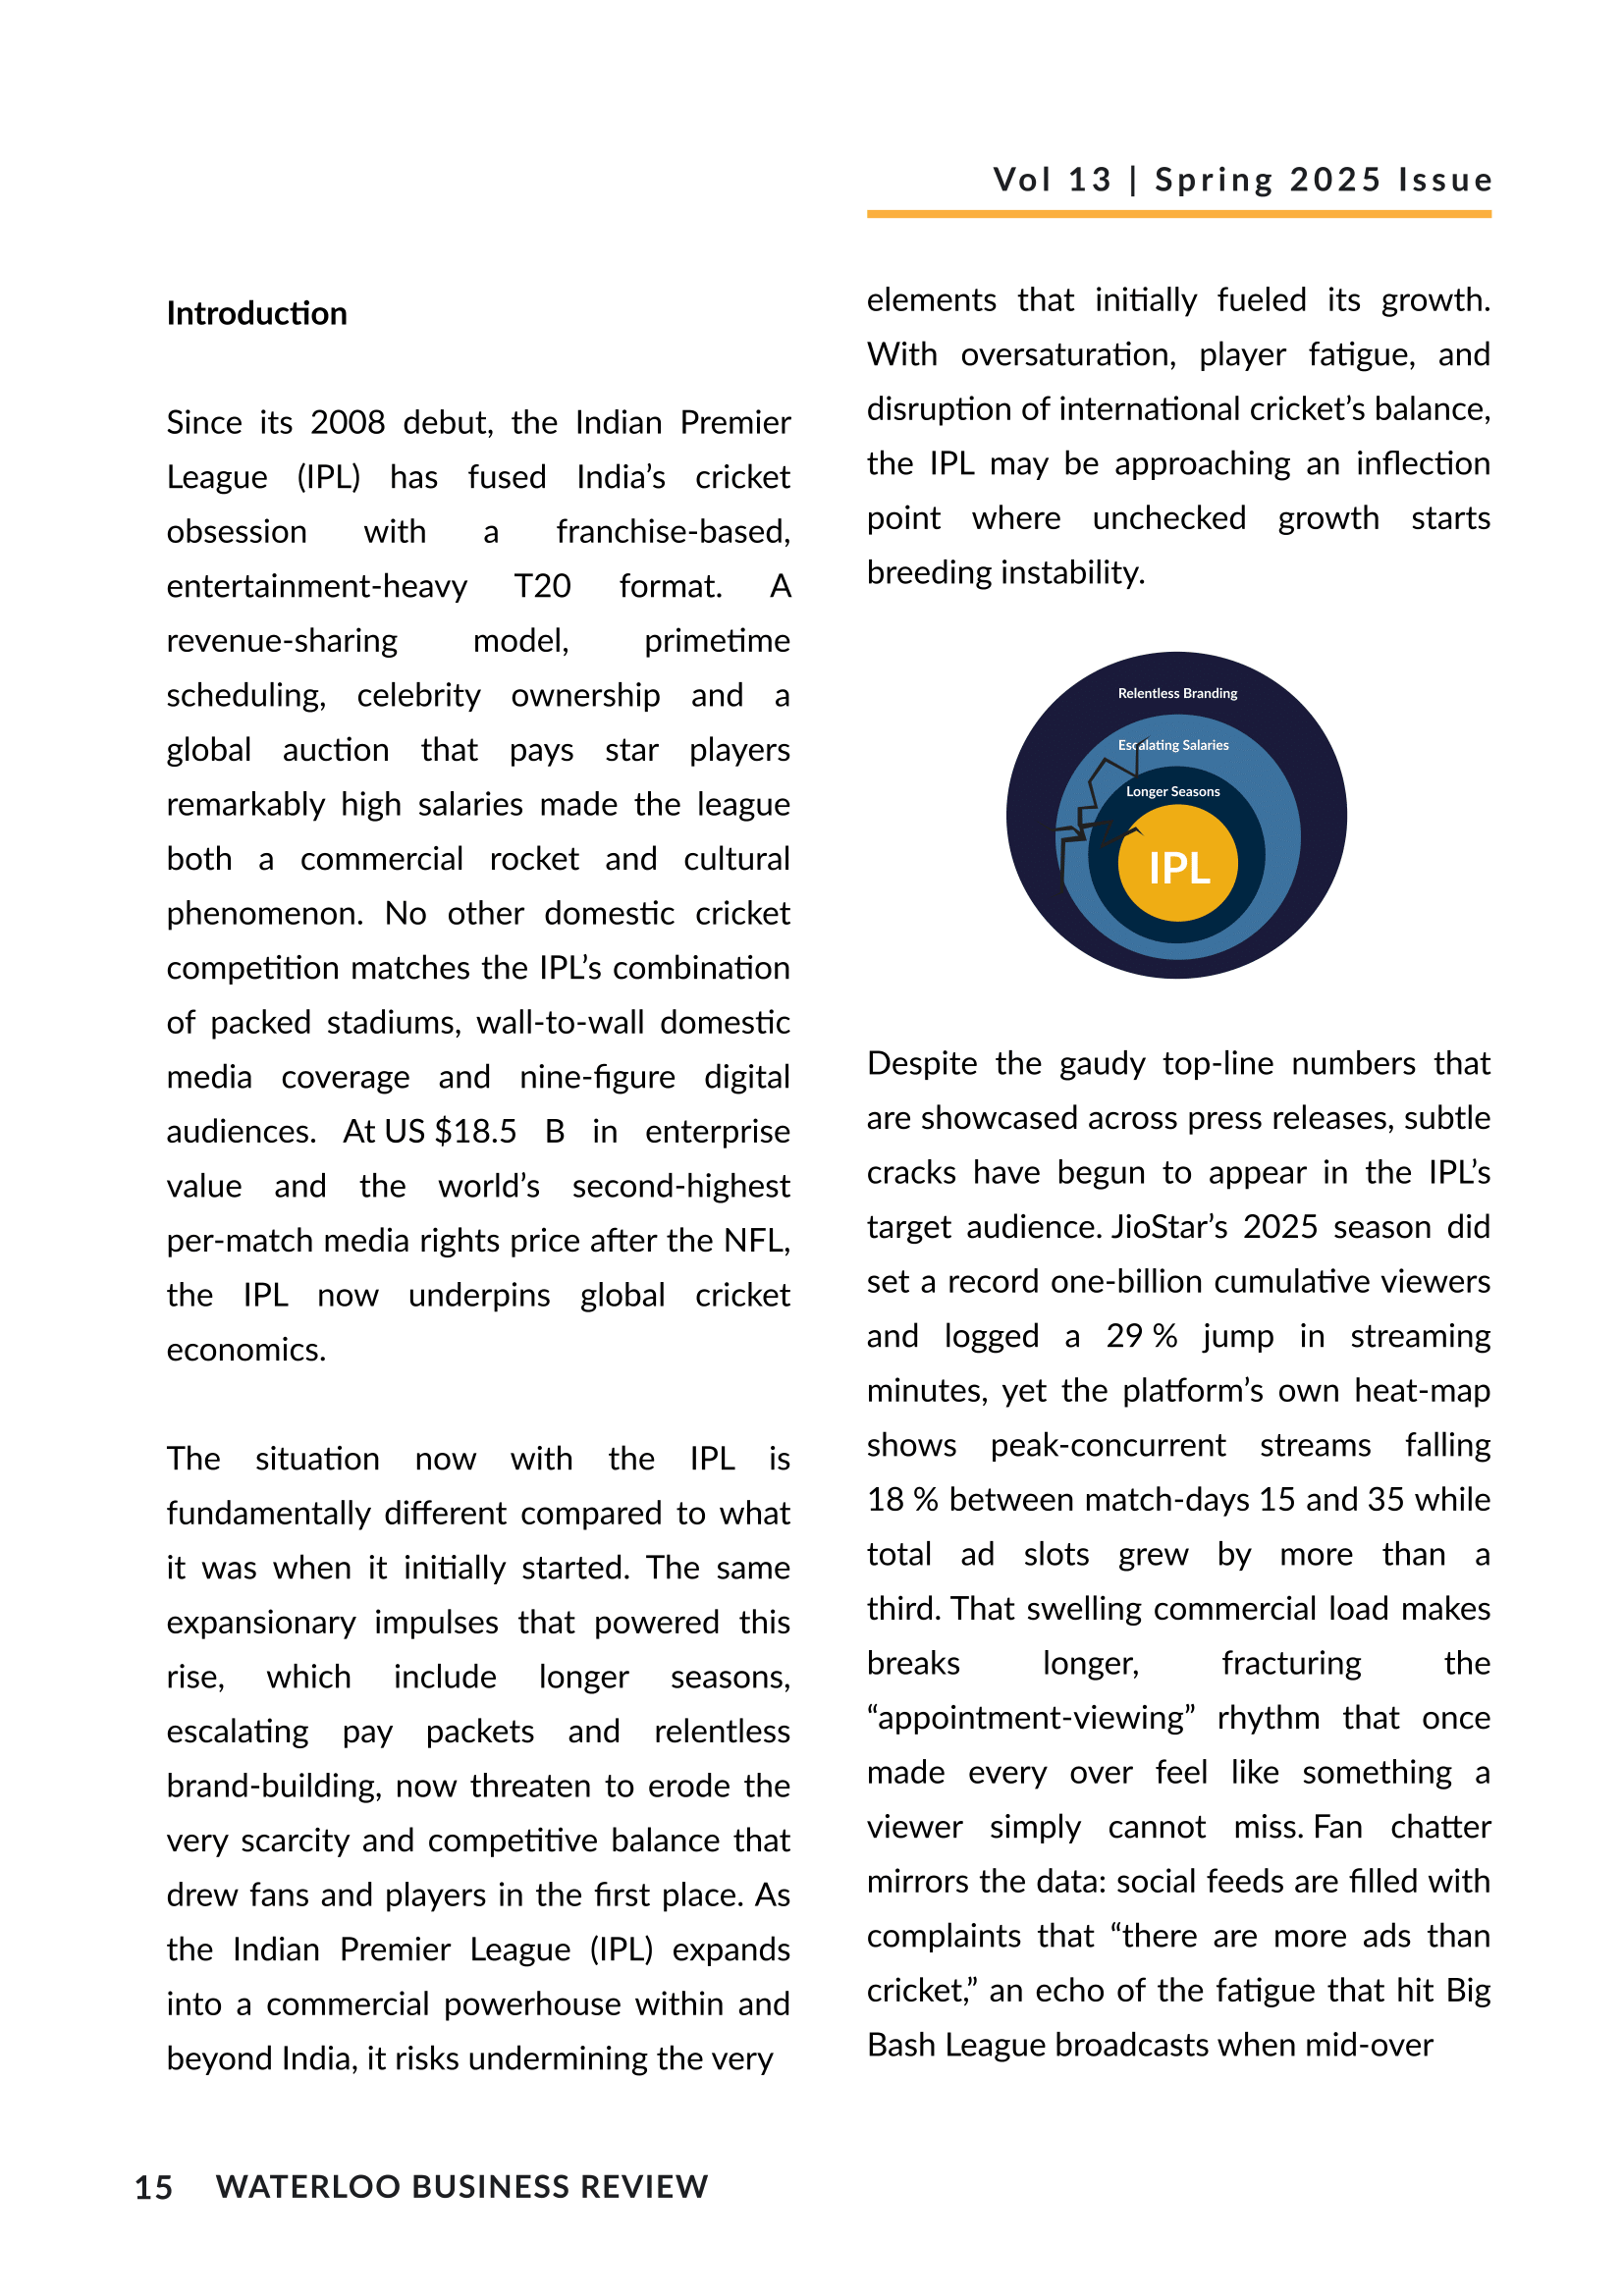 Vol 13 | Spring 2025 Issue
Introduction
Since its 2008 debut, the Indian Premier
League (IPL) has fused India’s cricket
obsession with a franchise-based,
entertainment-heavy T20 format. A
revenue-sharing model, primetime
scheduling, celebrity ownership and a
global auction that pays star players
remarkably high salaries made the league
both a commercial rocket and cultural
phenomenon. No other domestic cricket
competition matches the IPL’s combination
of packed stadiums, wall-to-wall domestic
media coverage and nine-figure digital
audiences. At US $18.5 B in enterprise
value and the world’s second-highest
per-match media rights price after the NFL,
the IPL now underpins global cricket
economics.
The situation now with the IPL is
fundamentally different compared to what
it was when it initially started. The same
expansionary impulses that powered this
rise, which include longer seasons,
escalating pay packets and relentless
brand-building, now threaten to erode the
very scarcity and competitive balance that
drew fans and players in the first place. As
the Indian Premier League (IPL) expands
into a commercial powerhouse within and
beyond India, it risks undermining the very
elements that initially fueled its growth.
With oversaturation, player fatigue, and
disruption of international cricket’s balance,
the IPL may be approaching an inflection
point where unchecked growth starts
breeding instability.
Relentless Branding
Escalating Salaries
Longer Seasons
IPL
Despite the gaudy top-line numbers that
are showcased across press releases, subtle
cracks have begun to appear in the IPL’s
target audience. JioStar’s 2025 season did
set a record one-billion cumulative viewers
and logged a 29 % jump in streaming
minutes, yet the platform’s own heat-map
shows peak-concurrent streams falling
18 % between match-days 15 and 35 while
total ad slots grew by more than a
third. That swelling commercial load makes
breaks longer, fracturing the
“appointment-viewing” rhythm that once
made every over feel like something a
viewer simply cannot miss. Fan chatter
mirrors the data: social feeds are filled with
complaints that “there are more ads than
cricket,” an echo of the fatigue that hit Big
Bash League broadcasts when mid-over
15 WATERLOO BUSINESS REVIEW